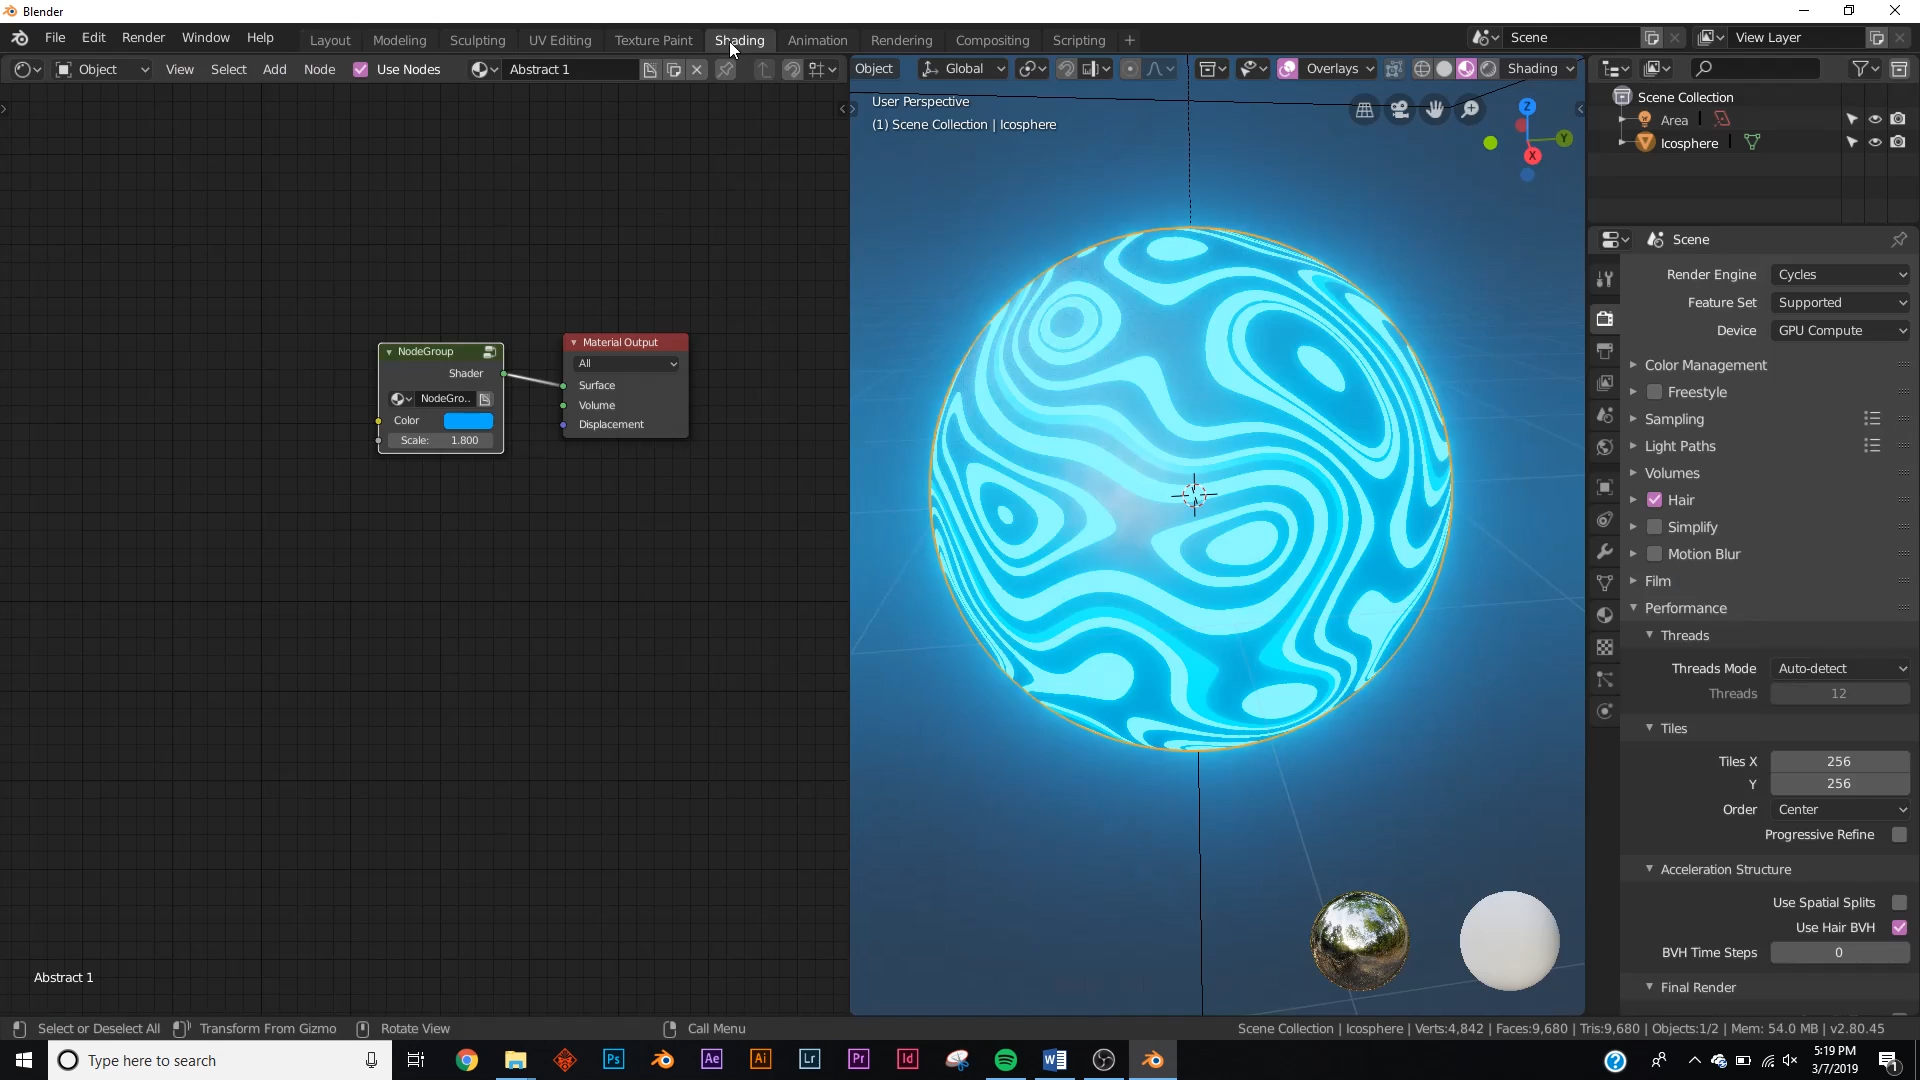 Blender
File Edit Render Window Help Layout Modeling Sculpting UV Editing Texture Paint Shading Animation Rendering Compositing Scripting + Scene View Layer
Object View Select Add Node Use Nodes Abstract 1 Object Global Overlays Shading
User Perspective
(1) Scene Collection | Icosphere
Z
Y
X
Scene Collection
Area
Icosphere
Scene
Render Engine Cycles
Feature Set Supported
Device GPU Compute
Color Management
Freestyle
Sampling
Light Paths
Volumes
Hair
Simplify
Motion Blur
Film
Performance
Threads
Threads Mode Auto-detect
Threads 12
Tiles
Tiles X 256
Y 256
Order Center
Progressive Refine
Acceleration Structure
Use Spatial Splits
Use Hair BVH
BVH Time Steps 0
Final Render
NodeGroup
Shader
NodeGro..
Color
Scale: 1.800
Material Output
All
Surface
Volume
Displacement
Abstract 1
Select or Deselect All Transform From Gizmo Rotate View Call Menu Scene Collection | Icosphere | Verts:4,842 | Faces:9,680 | Tris:9,680 | Objects:1/2 | Mem: 54.0 MB | v2.80.45
Type here to search Ps Ae Ai Lr Pr Id W
5:19 PM
3/7/2019
1